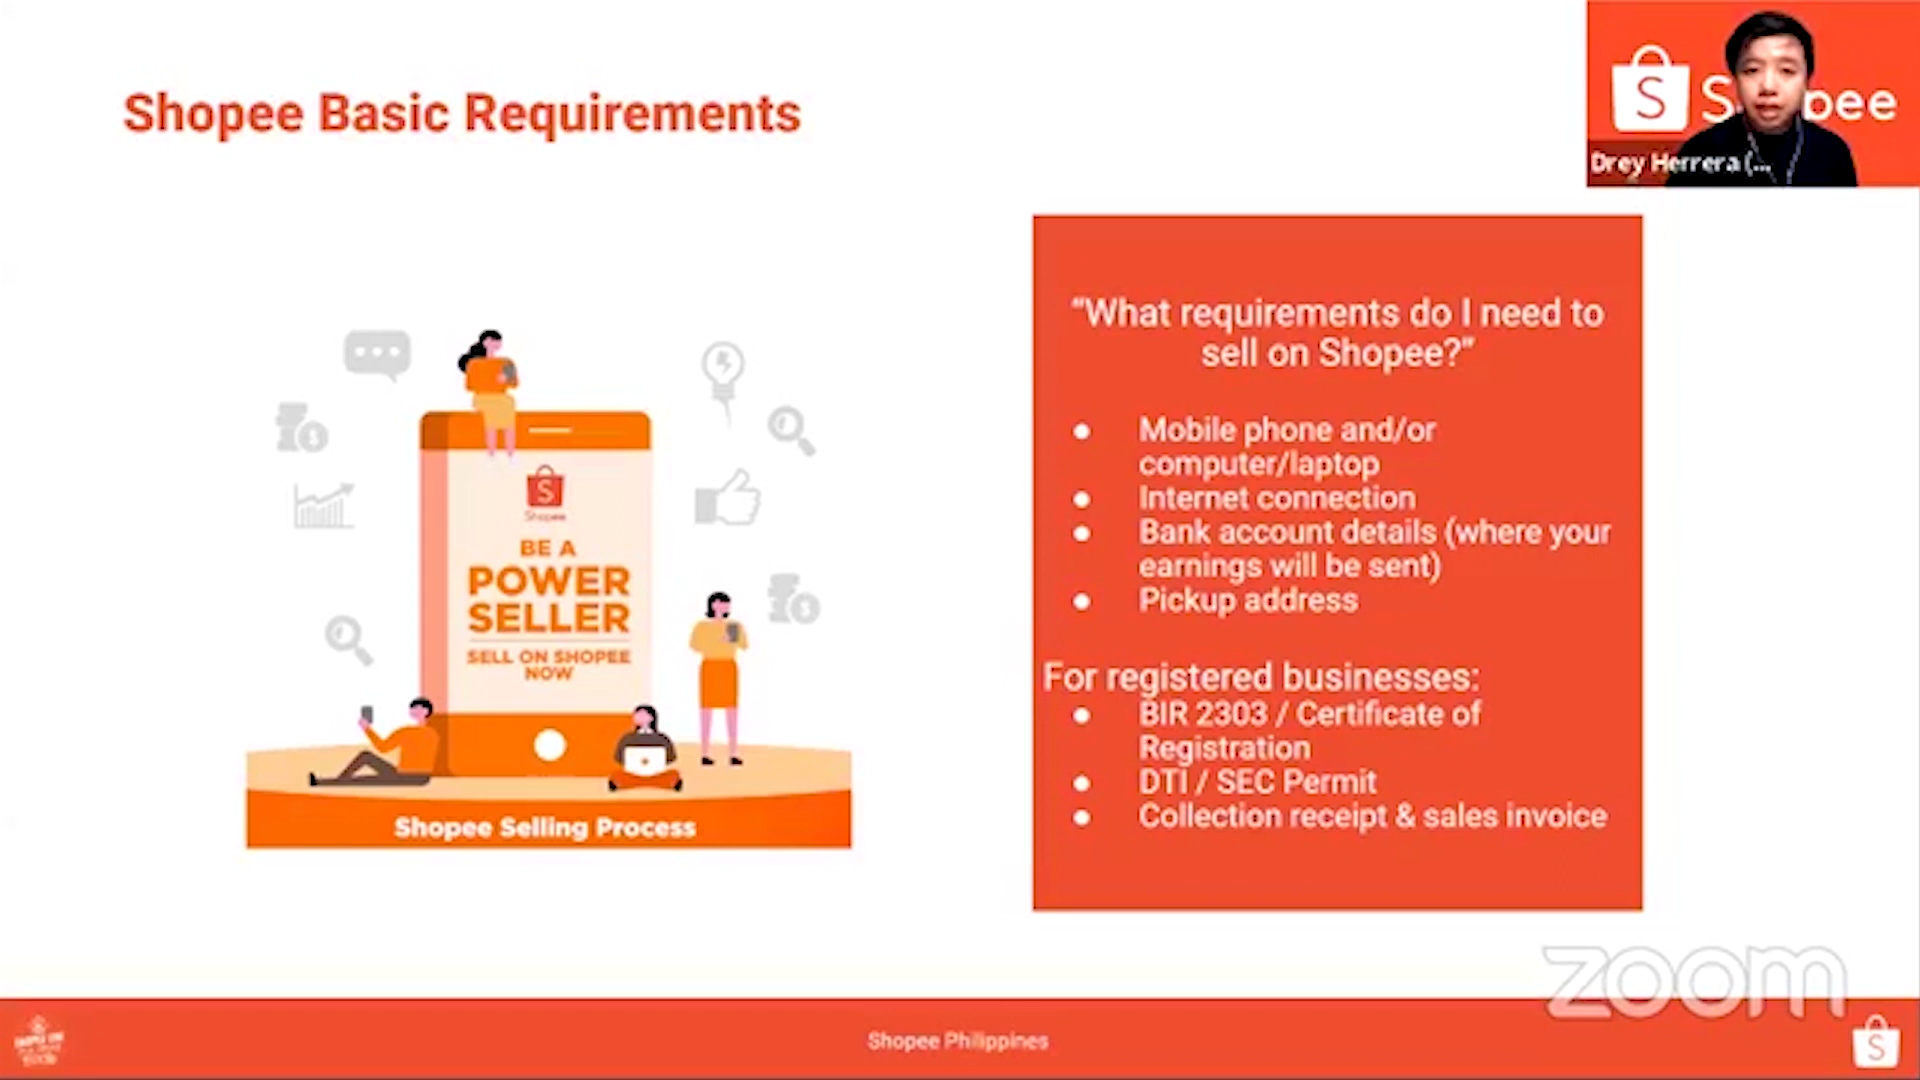 Shopee Basic Requirements
S
S pee
Drey Herrera (...
"What requirements do I need to
sell on Shopee?"
● Mobile phone and/or
computer/laptop
● Internet connection
● Bank account details (where your
earnings will be sent)
● Pickup address
For registered businesses:
● BIR 2303 / Certificate of
Registration
● DTI / SEC Permit
● Collection receipt & sales invoice
S
Shopee
BE A
POWER
SELLER
SELL ON SHOPEE
NOW
Shopee Selling Process
zoom
Shopee Philippines
S